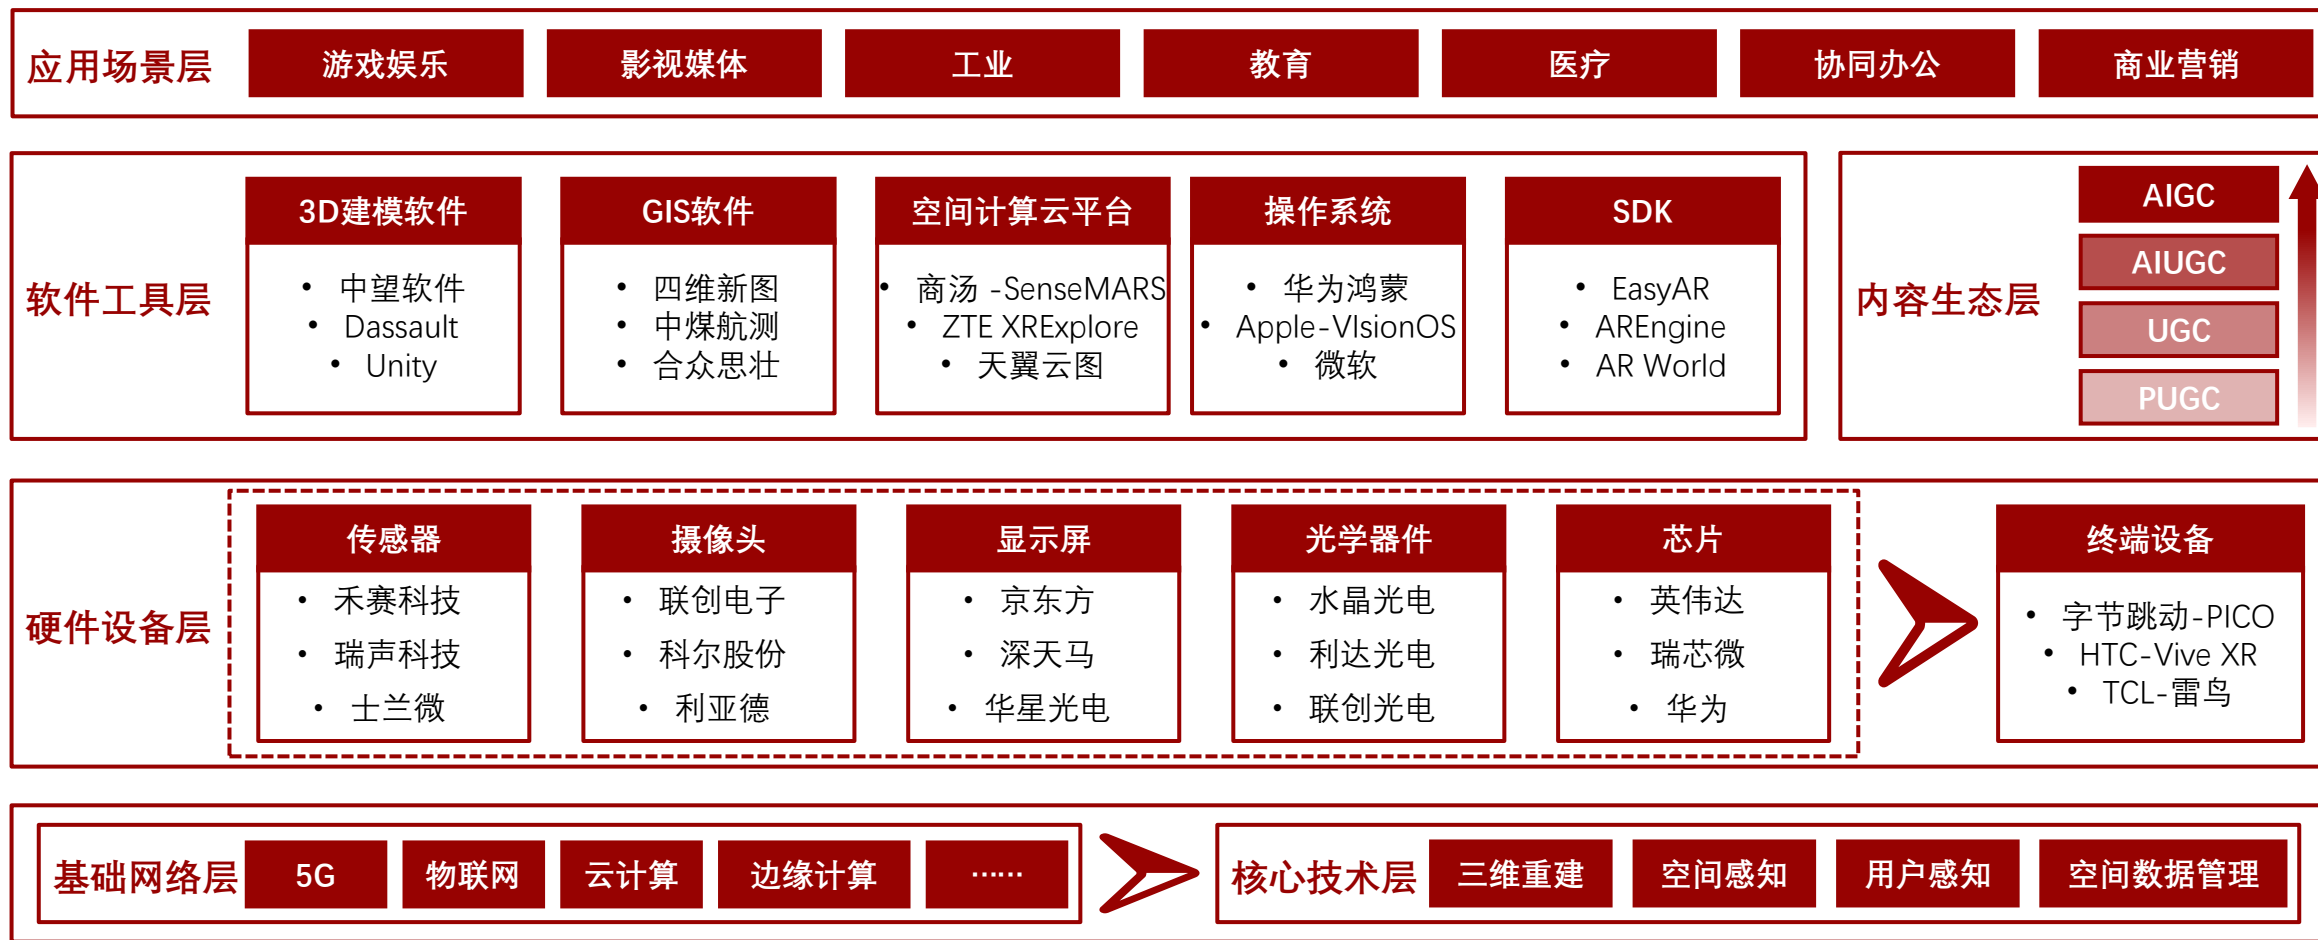 应用场景层
游戏娱乐
影视媒体
工业
教育
医疗
协同办公
商业营销
软件工具层
3D建模软件
• 中望软件
• Dassault
• Unity
GIS软件
• 四维新图
• 中煤航测
• 合众思壮
空间计算云平台
• 商汤 -SenseMARS
• ZTE XRExplore
• 天翼云图
操作系统
• 华为鸿蒙
• Apple-VIsionOS
• 微软
SDK
• EasyAR
• AREngine
• AR World
内容生态层
AIGC
AIUGC
UGC
PUGC
硬件设备层
传感器
• 禾赛科技
• 瑞声科技
• 士兰微
摄像头
• 联创电子
• 科尔股份
• 利亚德
显示屏
• 京东方
• 深天马
• 华星光电
光学器件
• 水晶光电
• 利达光电
• 联创光电
芯片
• 英伟达
• 瑞芯微
• 华为
终端设备
• 字节跳动-PICO
• HTC-Vive XR
• TCL-雷鸟
基础网络层
5G
物联网
云计算
边缘计算
……
核心技术层
三维重建
空间感知
用户感知
空间数据管理